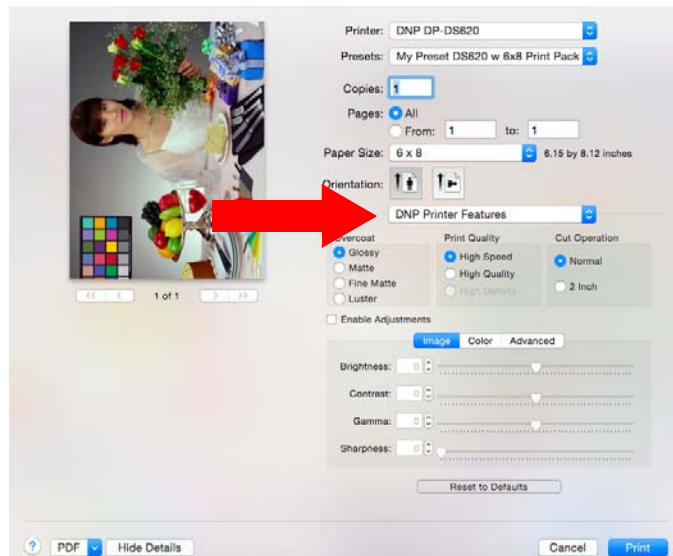 Printer: DNP DP-DS620
Presets: My Preset DS620 w 6x8 Print Pack
Copies: 1
Pages: All
From: 1 to: 1
Paper Size: 6 x 8 6.15 by 8.12 inches
Orientation:
DNP Printer Features
Overcoat Print Quality Cut Operation
Glossy High Speed Normal
Matte High Quality 2 Inch
Fine Matte High Density
Luster
1 of 1
Enable Adjustments
Image Color Advanced
Brightness: 0
Contrast: 0
Gamma: 0
Sharpness: 0
Reset to Defaults
? PDF Hide Details Cancel Print